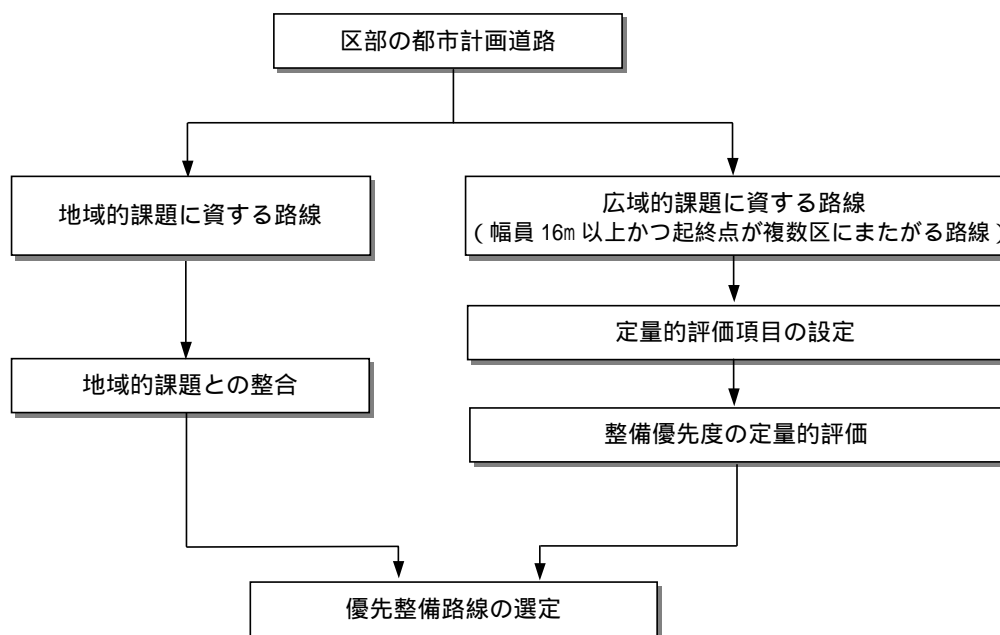 区部の都市計画道路
地域的課題に資する路線
広域的課題に資する路線
(幅員 16m 以上かつ起終点が複数区にまたがる路線)
定量的評価項目の設定
地域的課題との整合
整備優先度の定量的評価
優先整備路線の選定